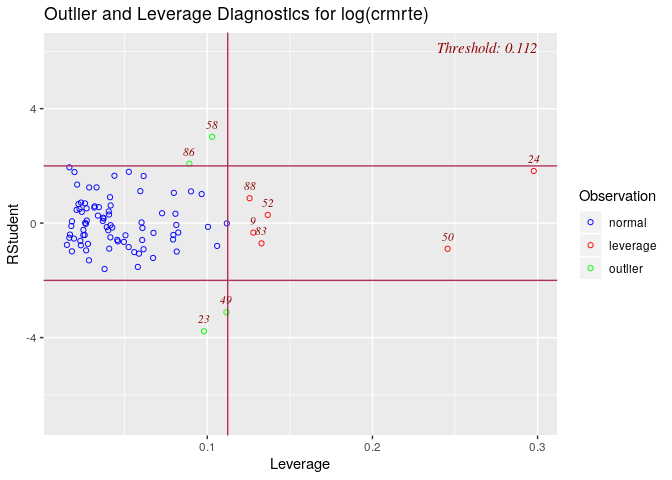 Outlier and Leverage Diagnostics for log(crmrte)
Threshold: 0.112
58
86
24
88
52
9
83
50
49
23
4
0
-4
RStudent
0.1
0.2
0.3
Leverage
Observation
normal
leverage
outlier